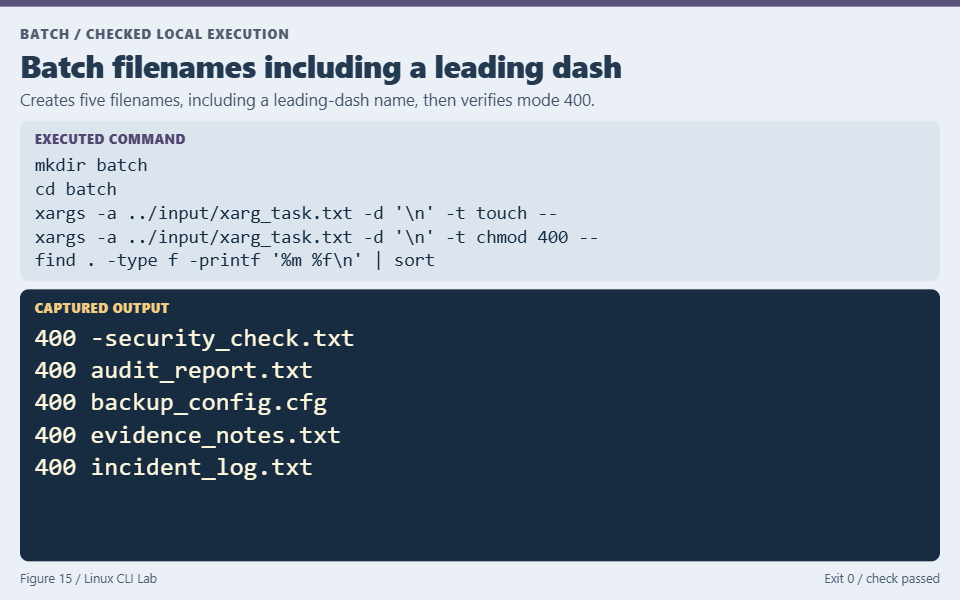 BATCH / CHECKED LOCAL EXECUTION
Batch filenames including a leading dash
Creates five filenames, including a leading-dash name, then verifies mode 400.
EXECUTED COMMAND
mkdir batch
cd batch
xargs -a ../input/xarg_task.txt -d '\n' -t touch --
xargs -a ../input/xarg_task.txt -d '\n' -t chmod 400 --
find . -type f -printf '%m %f\n' | sort
CAPTURED OUTPUT
400 -security_check.txt
400 audit_report.txt
400 backup_config.cfg
400 evidence_notes.txt
400 incident_log.txt
Figure 15 / Linux CLI Lab
Exit 0 / check passed